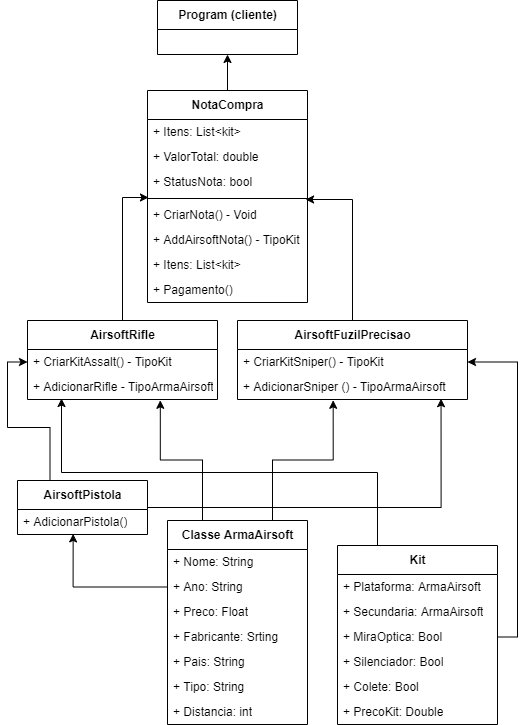 Program (cliente)
NotaCompra
+ Itens: List<kit>
+ ValorTotal: double
+ StatusNota: bool
+ CriarNota() - Void
+ AddAirsoftNota() - TipoKit
+ Itens: List<kit>
+ Pagamento()
AirsoftRifle
+ CriarKitAssalt() - TipoKit
+ AdicionarRifle - TipoArmaAirsoft
AirsoftFuzilPrecisao
+ CriarKitSniper() - TipoKit
+ AdicionarSniper () - TipoArmaAirsoft
AirsoftPistola
+ AdicionarPistola()
Classe ArmaAirsoft
+ Nome: String
+ Ano: String
+ Preco: Float
+ Fabricante: Srting
+ Pais: String
+ Tipo: String
+ Distancia: int
Kit
+ Plataforma: ArmaAirsoft
+ Secundaria: ArmaAirsoft
+ MiraOptica: Bool
+ Silenciador: Bool
+ Colete: Bool
+ PrecoKit: Double